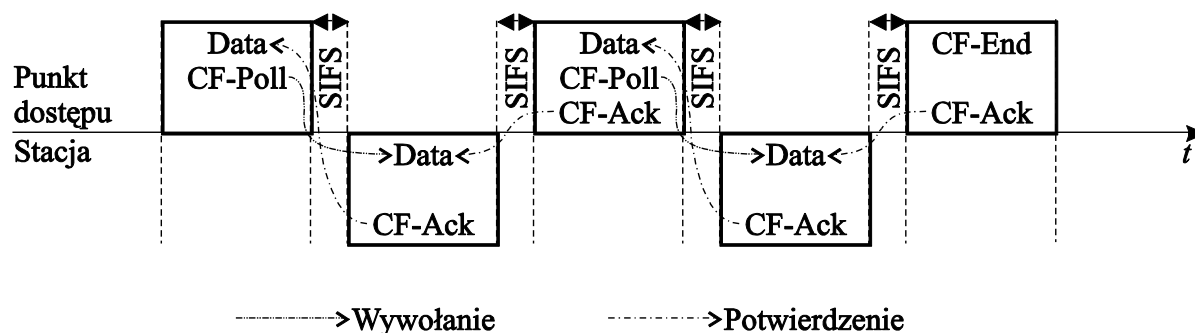 Punkt
dostępu
Stacja
Data
CF-Poll
SIFS
Data
CF-Ack
SIFS
Data
CF-Poll
CF-Ack
SIFS
Data
CF-Ack
SIFS
CF-End
CF-Ack
t
Wywołanie
Potwierdzenie